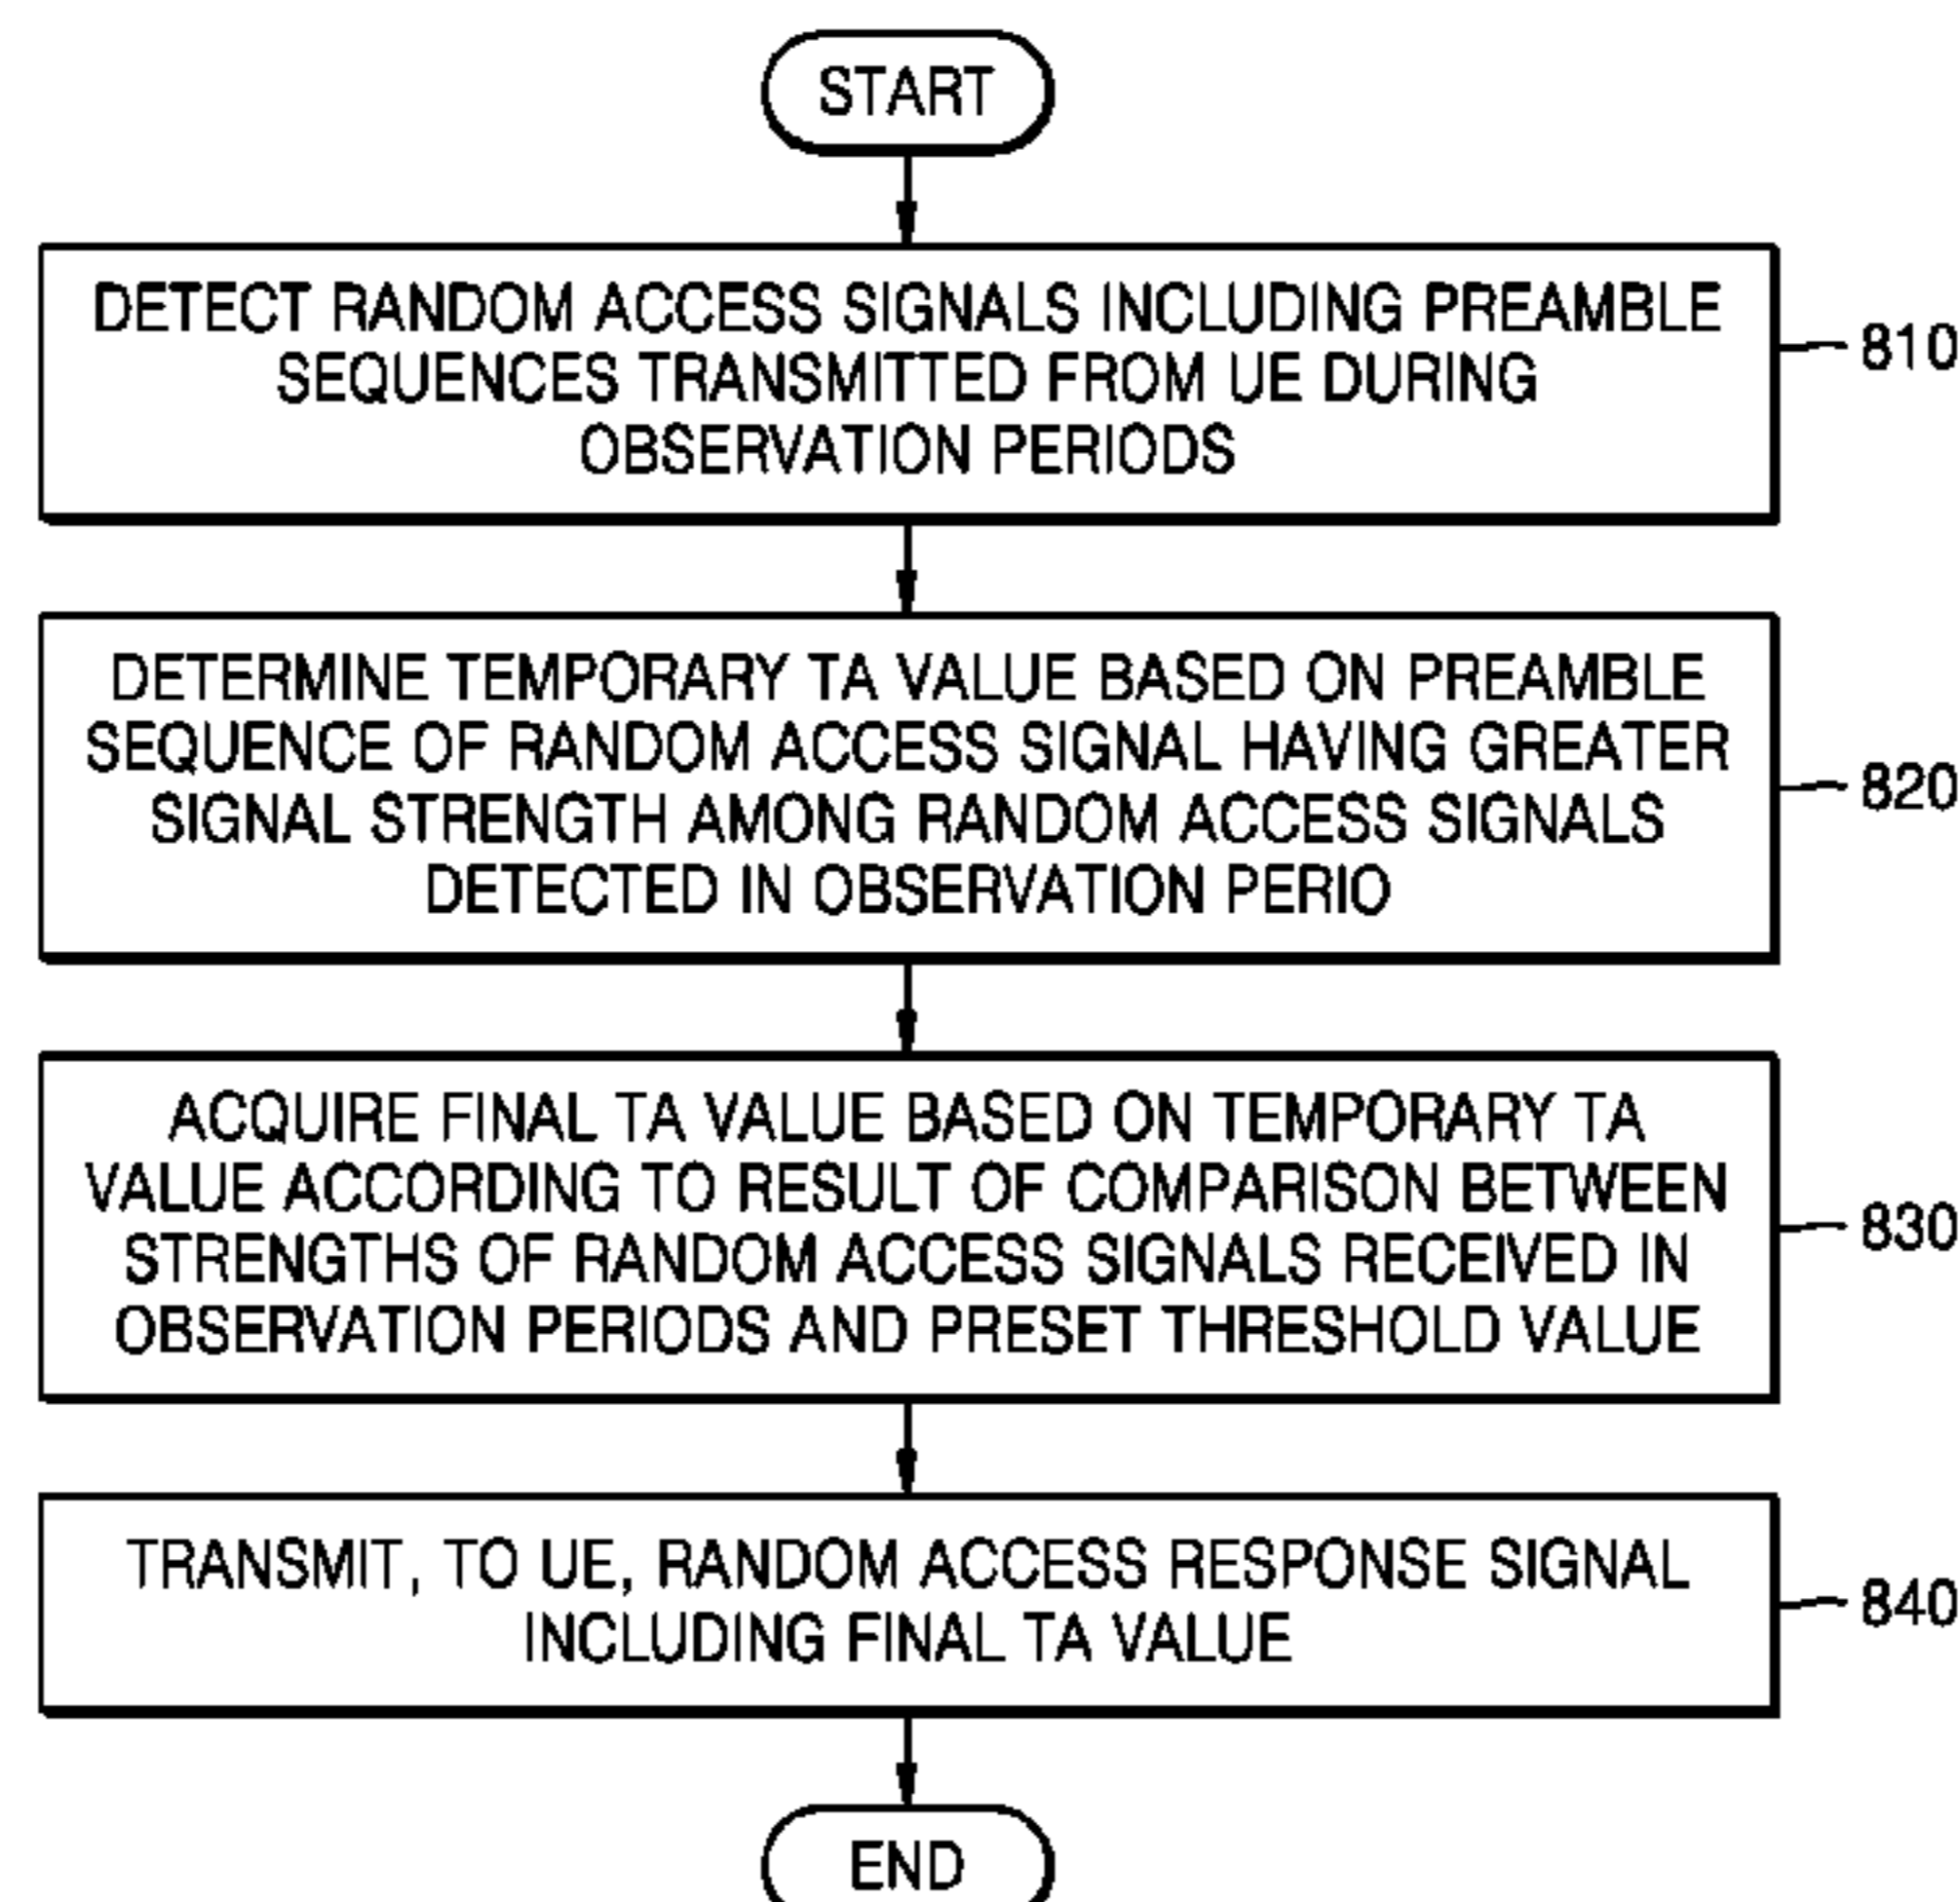 START
DETECT RANDOM ACCESS SIGNALS INCLUDING PREAMBLE
SEQUENCES TRANSMITTED FROM UE DURING
OBSERVATION PERIODS
810
DETERMINE TEMPORARY TA VALUE BASED ON PREAMBLE
SEQUENCE OF RANDOM ACCESS SIGNAL HAVING GREATER
SIGNAL STRENGTH AMONG RANDOM ACCESS SIGNALS
DETECTED IN OBSERVATION PERIO
820
ACQUIRE FINAL TA VALUE BASED ON TEMPORARY TA
VALUE ACCORDING TO RESULT OF COMPARISON BETWEEN
STRENGTHS OF RANDOM ACCESS SIGNALS RECEIVED IN
OBSERVATION PERIODS AND PRESET THRESHOLD VALUE
830
TRANSMIT, TO UE, RANDOM ACCESS RESPONSE SIGNAL
INCLUDING FINAL TA VALUE
840
END